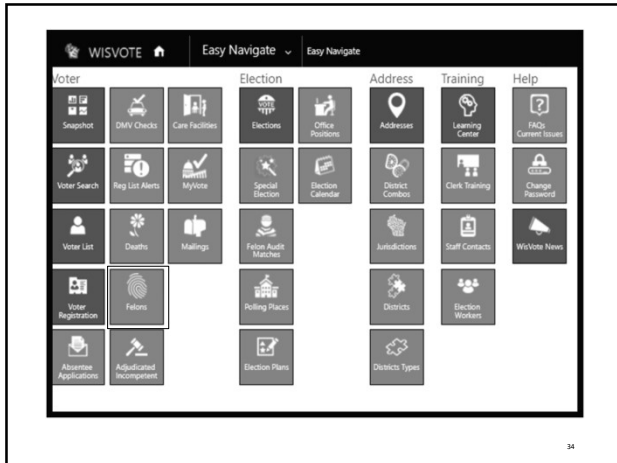 WISVOTE
Easy Navigate
Easy Navigate
Voter
Election
Address
Training
Help
Snapshot
DMV Checks
Care Facilities
VOTE
Elections
Office
Positions
Addresses
Learning
Center
FAQs
Current Issues
Voter Search
Reg List Alerts
MyVote
Special
Election
Election
Calendar
District
Combos
Clerk Training
Change
Password
Voter List
Deaths
Mailings
Felon Audit
Matches
Jurisdictions
Staff Contacts
WisVote News
Voter
Registration
Felons
Polling Places
Districts
Election
Workers
Absentee
Applications
Adjudicated
Incompetent
Election Plans
Districts Types
34